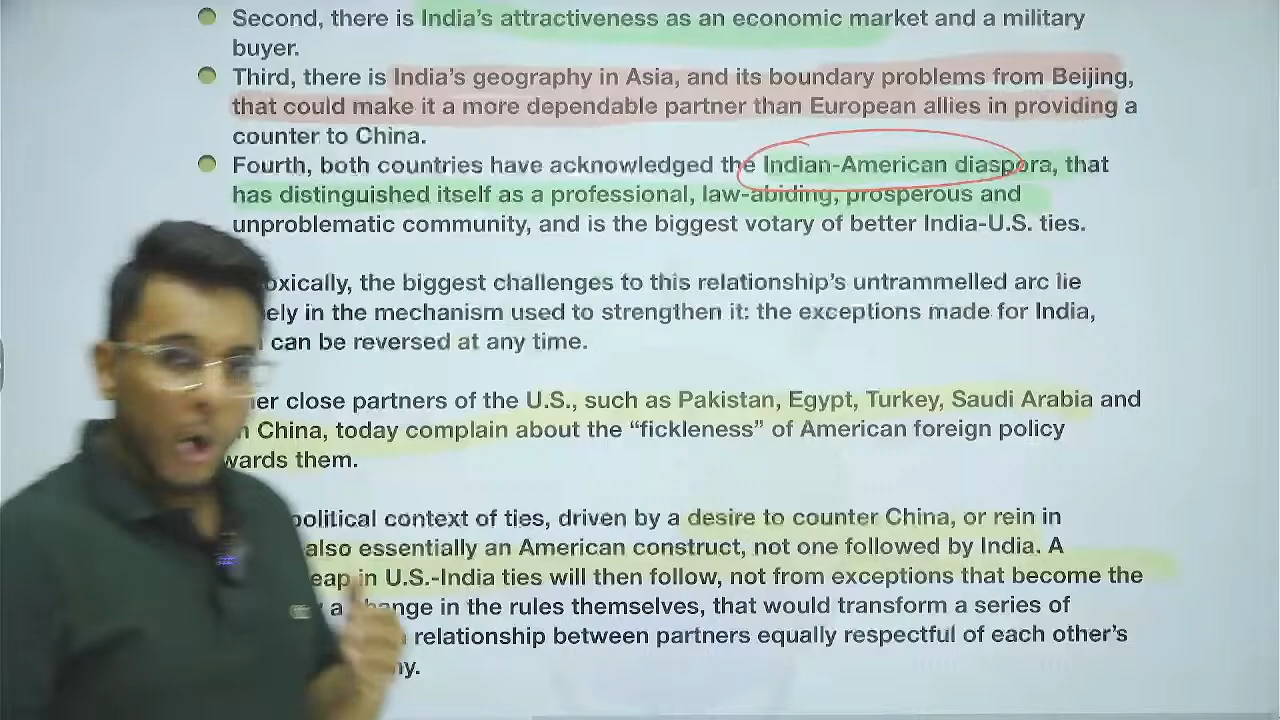 Second, there is India's attractiveness as an economic market and a military
buyer.
Third, there is India's geography in Asia, and its boundary problems from Beijing,
that could make it a more dependable partner than European allies in providing a
counter to China.
Fourth, both countries have acknowledged the Indian-American diaspora, that
has distinguished itself as a professional, law-abiding, prosperous and
unproblematic community, and is the biggest votary of better India-U.S. ties.
oxically, the biggest challenges to this relationship's untrammelled arc lie
ely in the mechanism used to strengthen it: the exceptions made for India,
can be reversed at any time.
er close partners of the U.S., such as Pakistan, Egypt, Turkey, Saudi Arabia and
China, today complain about the "fickleness" of American foreign policy
wards them.
political context of ties, driven by a desire to counter China, or rein in
also essentially an American construct, not one followed by India. A
eap in U.S.-India ties will then follow, not from exceptions that become the
a change in the rules themselves, that would transform a series of
relationship between partners equally respectful of each other's
ny.